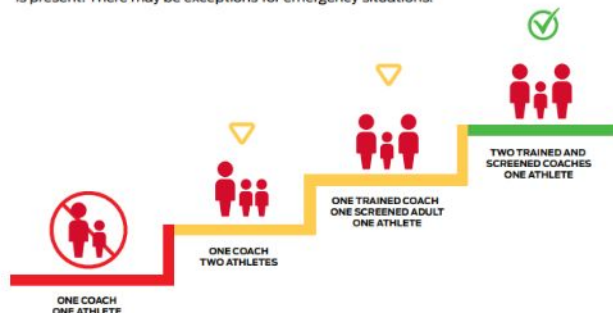 is present. There may be exceptions for emergency situations.
TWO TRAINED AND
SCREENED COACHES
ONE ATHLETE
ONE TRAINED COACH
ONE SCREENED ADULT
ONE ATHLETE
ONE COACH
TWO ATHLETES
ONE COACH
ONE ATHLETE